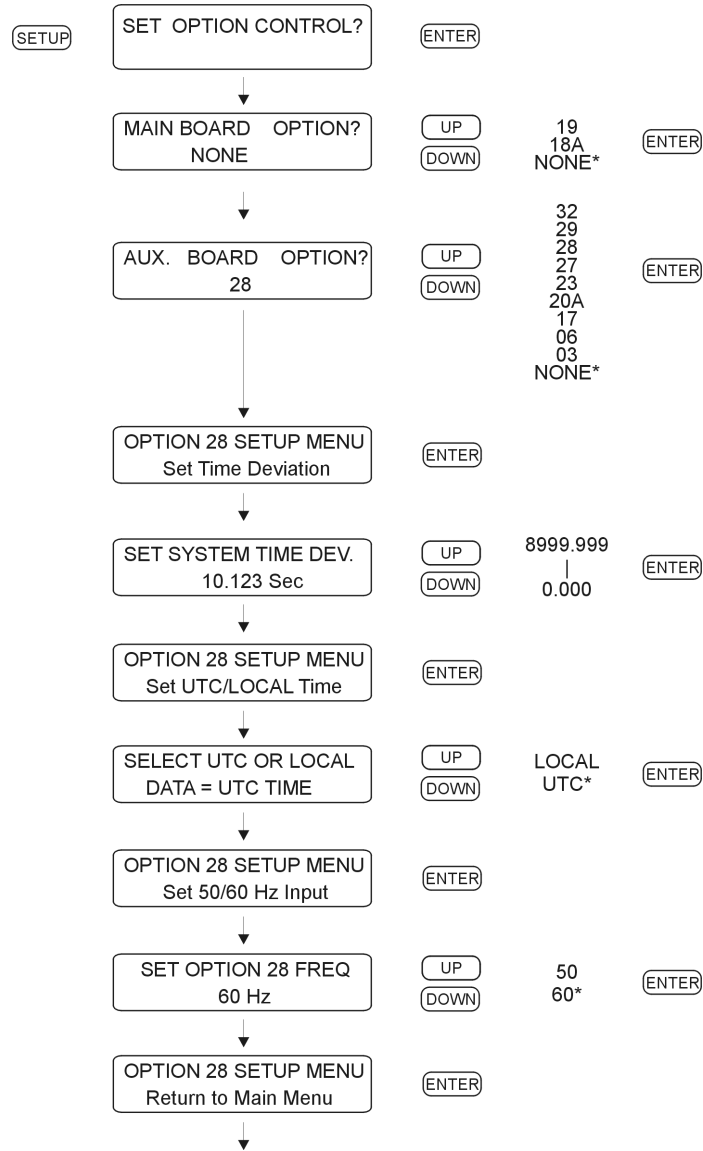 SETUP
SET OPTION CONTROL?
ENTER
MAIN BOARD OPTION?
NONE
UP
DOWN
19
18A
NONE*
ENTER
AUX. BOARD OPTION?
28
UP
DOWN
32
29
28
27
23
20A
17
06
03
NONE*
ENTER
OPTION 28 SETUP MENU
Set Time Deviation
ENTER
SET SYSTEM TIME DEV.
10.123 Sec
UP
DOWN
8999.999
|
0.000
ENTER
OPTION 28 SETUP MENU
Set UTC/LOCAL Time
ENTER
SELECT UTC OR LOCAL
DATA = UTC TIME
UP
DOWN
LOCAL
UTC*
ENTER
OPTION 28 SETUP MENU
Set 50/60 Hz Input
ENTER
SET OPTION 28 FREQ
60 Hz
UP
DOWN
50
60*
ENTER
OPTION 28 SETUP MENU
Return to Main Menu
ENTER